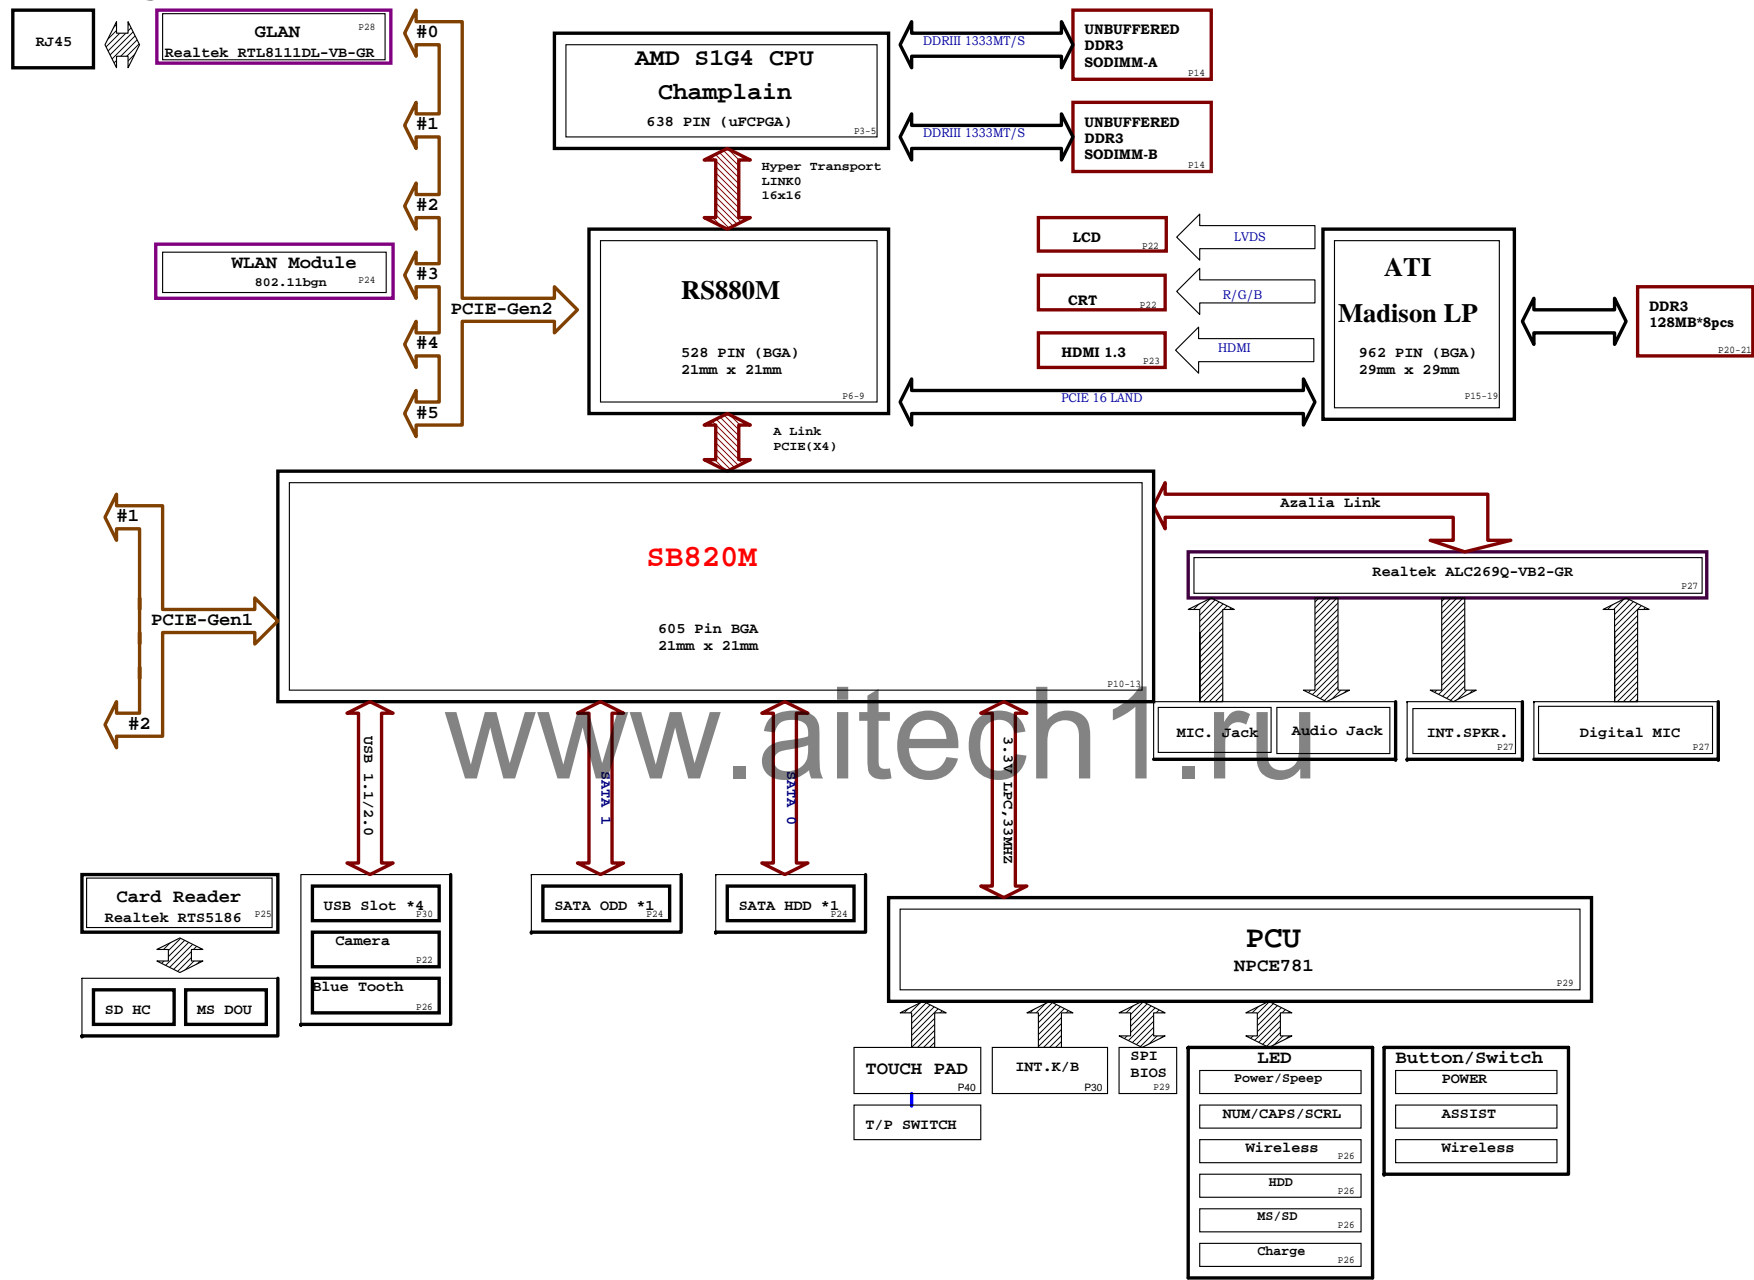 RJ45
GLAN
P28
Realtek RTL8111DL-VB-GR
#0
#1
#2
#3
#4
#5
WLAN Module
802.11bgn
P24
PCIE-Gen2
AMD S1G4 CPU
Champlain
638 PIN (uFCPGA)
P3-5
DDRIII 1333MT/S
UNBUFFERED
DDR3
SODIMM-A
P14
DDRIII 1333MT/S
UNBUFFERED
DDR3
SODIMM-B
P14
Hyper Transport
LINK0
16x16
RS880M
528 PIN (BGA)
21mm x 21mm
P6-9
LCD
P22
LVDS
CRT
P22
R/G/B
HDMI 1.3
P23
HDMI
ATI
Madison LP
962 PIN (BGA)
29mm x 29mm
P15-19
DDR3
128MB*8pcs
P20-21
PCIE 16 LAND
A Link
PCIE(X4)
#1
#2
PCIE-Gen1
SB820M
605 Pin BGA
21mm x 21mm
P10-13
Azalia Link
Realtek ALC269Q-VB2-GR
P27
MIC. Jack
Audio Jack
INT.SPKR.
P27
Digital MIC
P27
www.aitech1.ru
USB 1.1/2.0
SATA 1
SATA 0
3.3V LPC,33MHZ
Card Reader
Realtek RTS5186
P25
SD HC
MS DOU
USB Slot *4
P30
Camera
P22
Blue Tooth
P26
SATA ODD *1
P24
SATA HDD *1
P24
PCU
NPCE781
P29
TOUCH PAD
P40
T/P SWITCH
INT.K/B
P30
SPI
BIOS
P29
LED
Power/Speep
NUM/CAPS/SCRL
Wireless
P26
HDD
P26
MS/SD
P26
Charge
P26
Button/Switch
POWER
ASSIST
Wireless